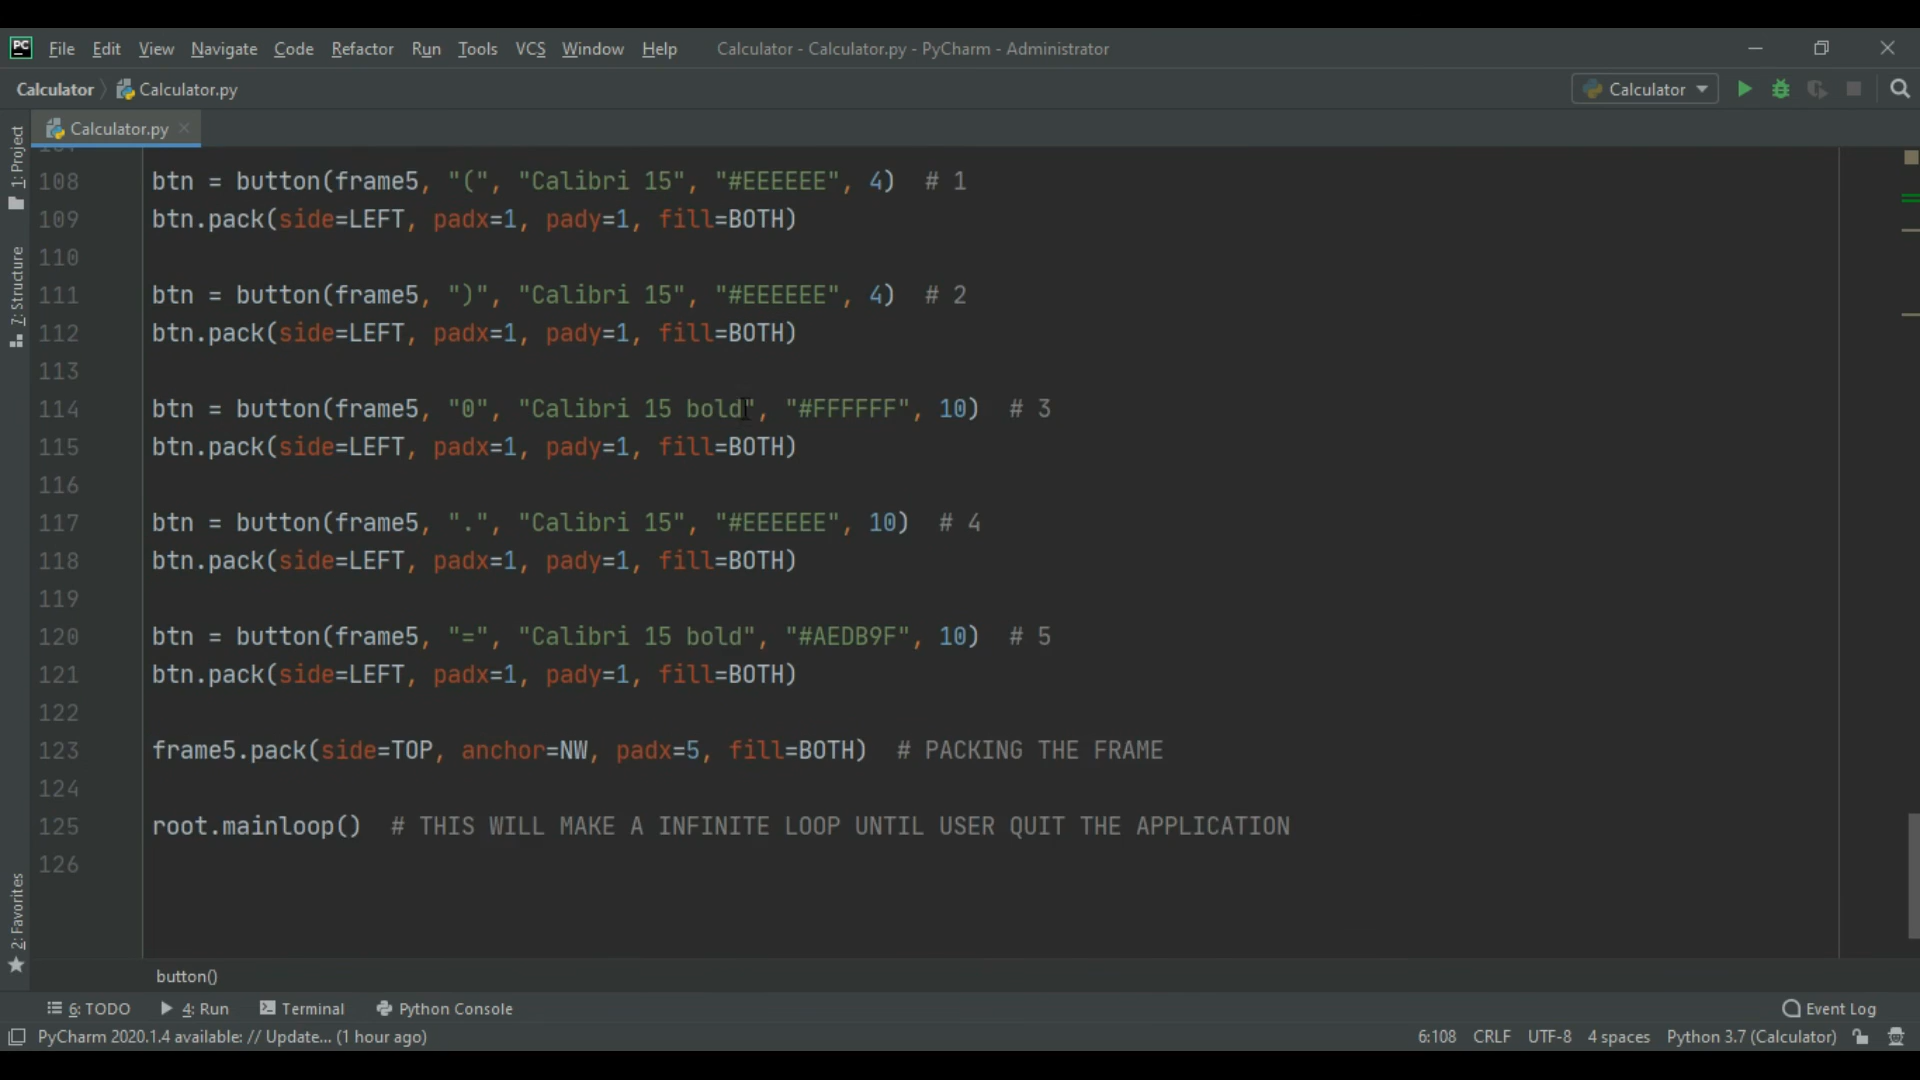 PC File Edit View Navigate Code Refactor Run Tools VCS Window Help Calculator - Calculator.py - PyCharm - Administrator
Calculator Calculator.py Calculator
Calculator.py
1: Project
7: Structure
2: Favorites
108 btn = button(frame5, "(", "Calibri 15", "#EEEEEE", 4)  # 1
109 btn.pack(side=LEFT, padx=1, pady=1, fill=BOTH)
110
111 btn = button(frame5, ")", "Calibri 15", "#EEEEEE", 4)  # 2
112 btn.pack(side=LEFT, padx=1, pady=1, fill=BOTH)
113
114 btn = button(frame5, "0", "Calibri 15 bold", "#FFFFFF", 10)  # 3
115 btn.pack(side=LEFT, padx=1, pady=1, fill=BOTH)
116
117 btn = button(frame5, ".", "Calibri 15", "#EEEEEE", 10)  # 4
118 btn.pack(side=LEFT, padx=1, pady=1, fill=BOTH)
119
120 btn = button(frame5, "=", "Calibri 15 bold", "#AEDB9F", 10)  # 5
121 btn.pack(side=LEFT, padx=1, pady=1, fill=BOTH)
122
123 frame5.pack(side=TOP, anchor=NW, padx=5, fill=BOTH)  # PACKING THE FRAME
124
125 root.mainloop()  # THIS WILL MAKE A INFINITE LOOP UNTIL USER QUIT THE APPLICATION
126
button()
6: TODO 4: Run Terminal Python Console Event Log
PyCharm 2020.1.4 available: // Update... (1 hour ago) 6:108 CRLF UTF-8 4 spaces Python 3.7 (Calculator)